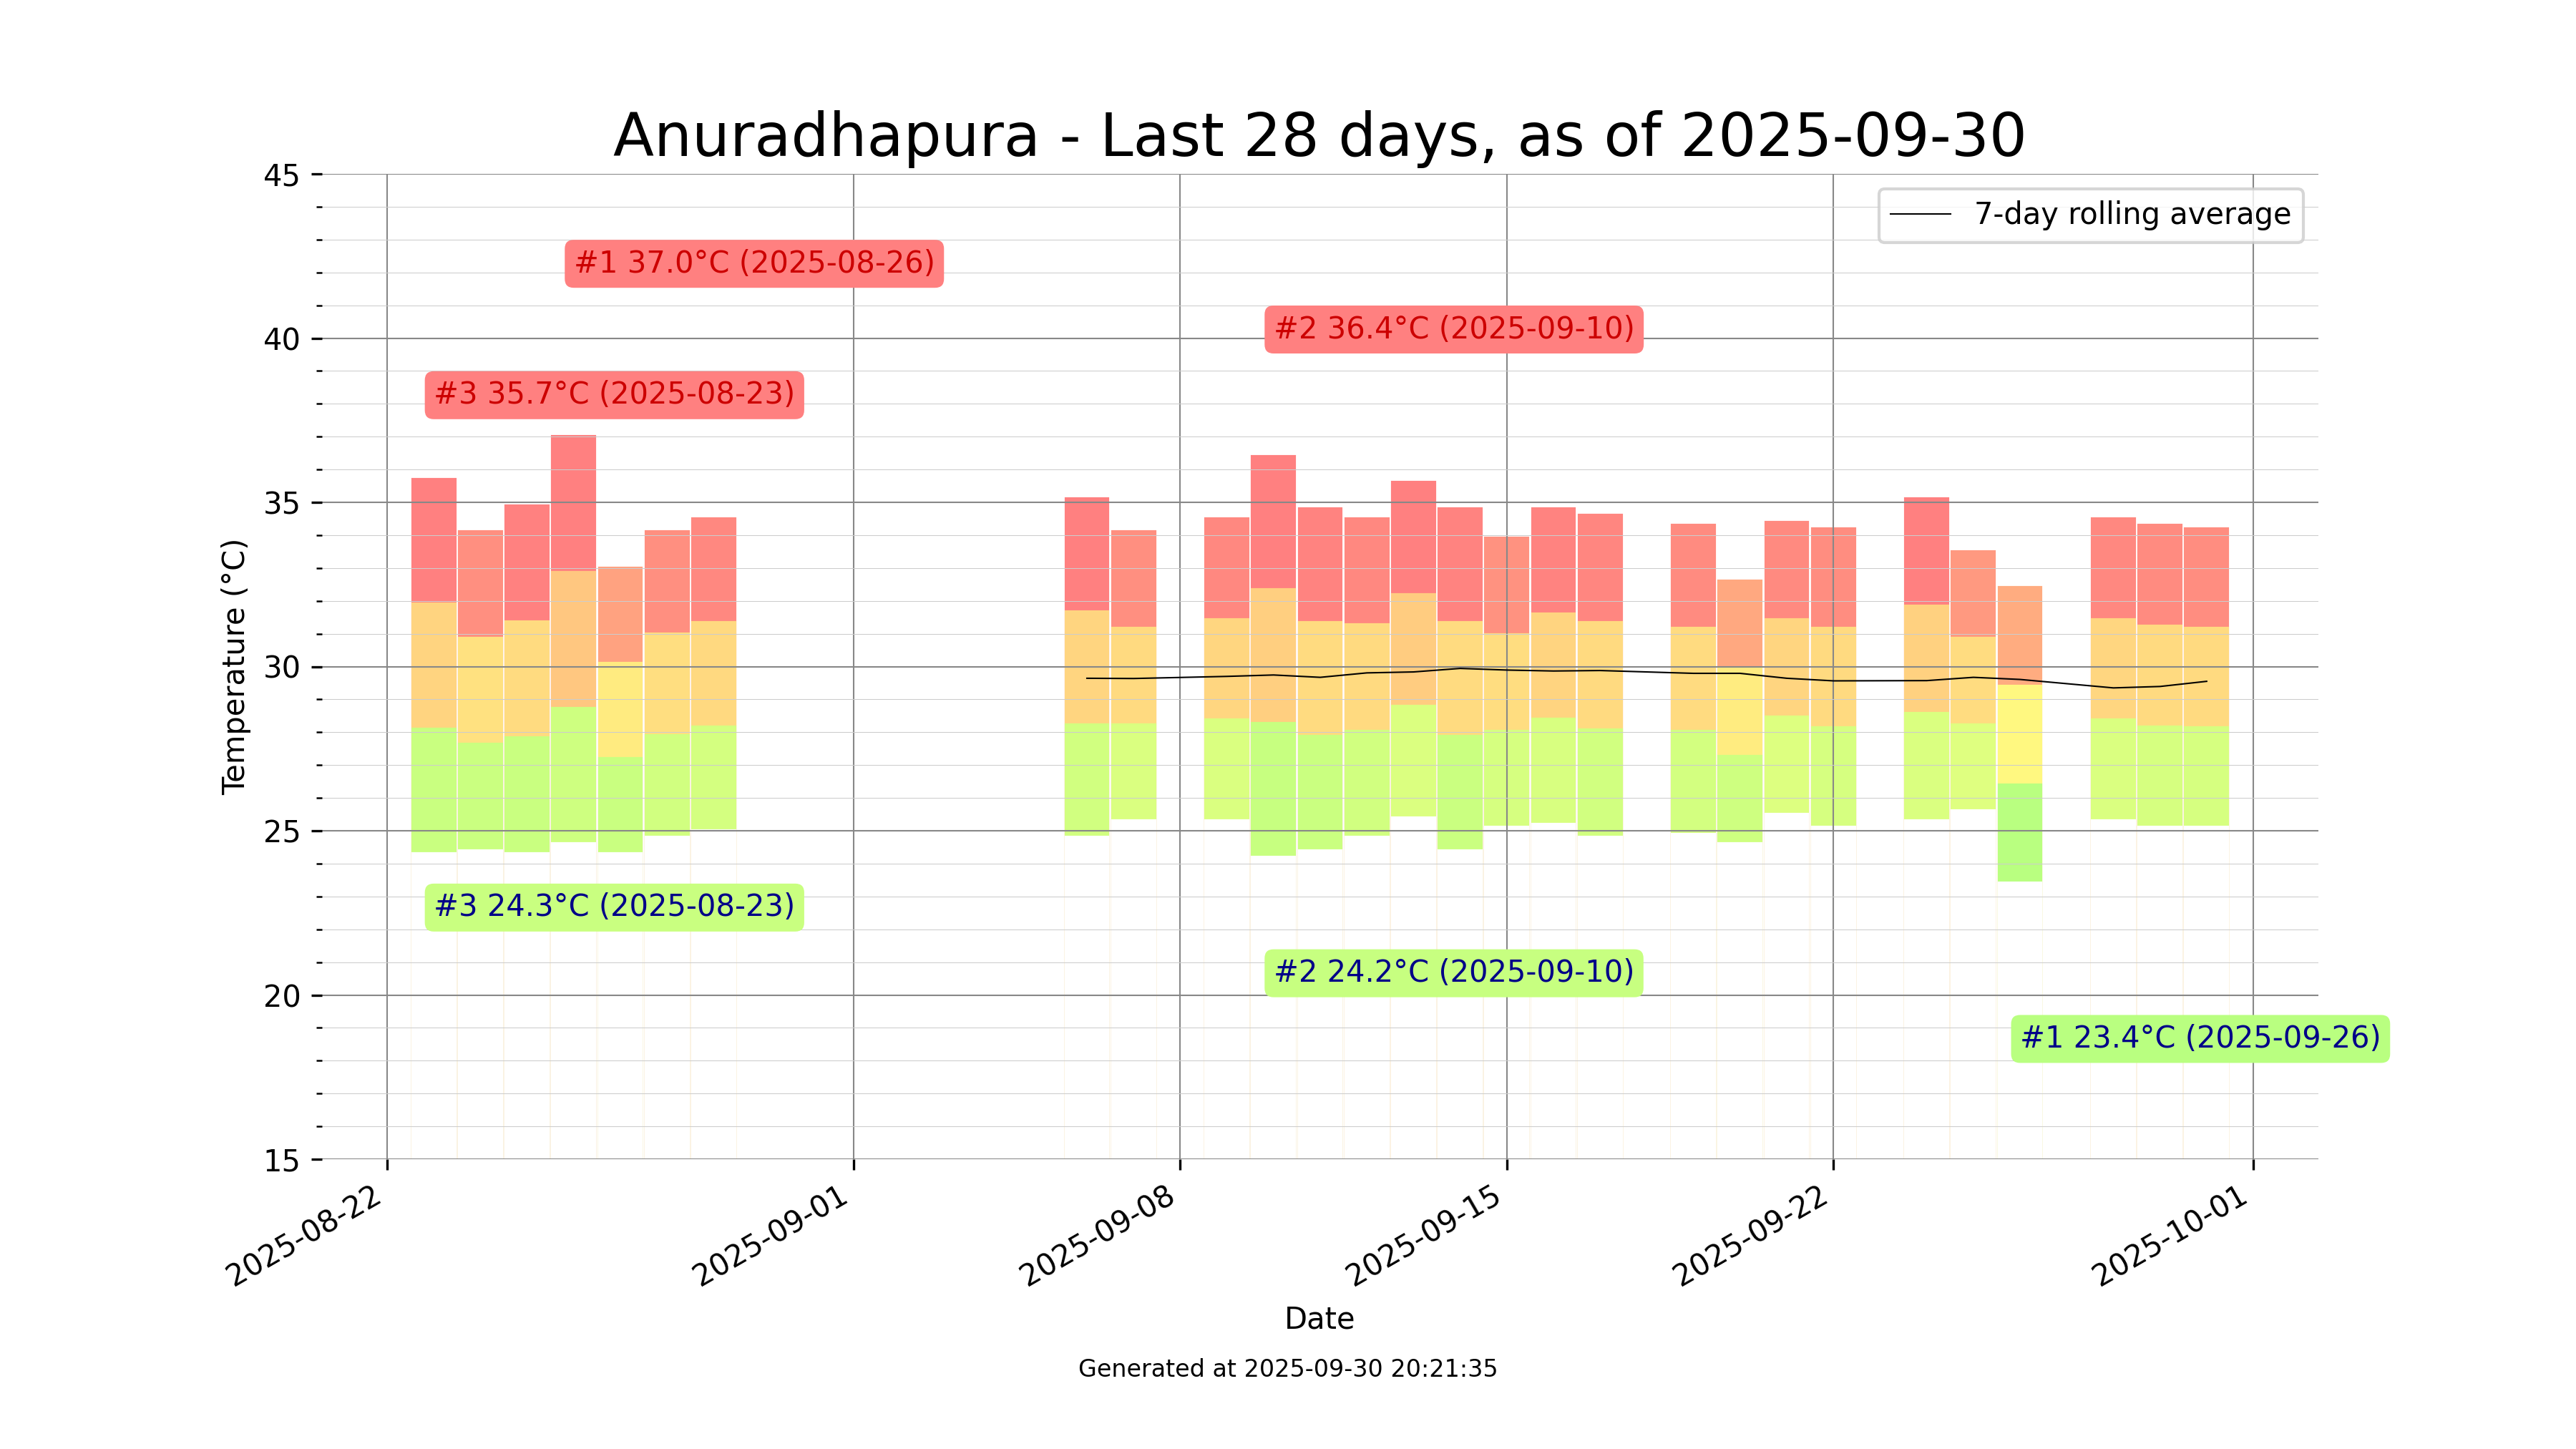 Anuradhapura - Last 28 days, as of 2025-09-30
7-day rolling average
#1 37.0°C (2025-08-26)
#2 36.4°C (2025-09-10)
#3 35.7°C (2025-08-23)
#3 24.3°C (2025-08-23)
#2 24.2°C (2025-09-10)
#1 23.4°C (2025-09-26)
Temperature (°C)
45
40
35
30
25
20
15
2025-08-22
2025-09-01
2025-09-08
2025-09-15
2025-09-22
2025-10-01
Date
Generated at 2025-09-30 20:21:35